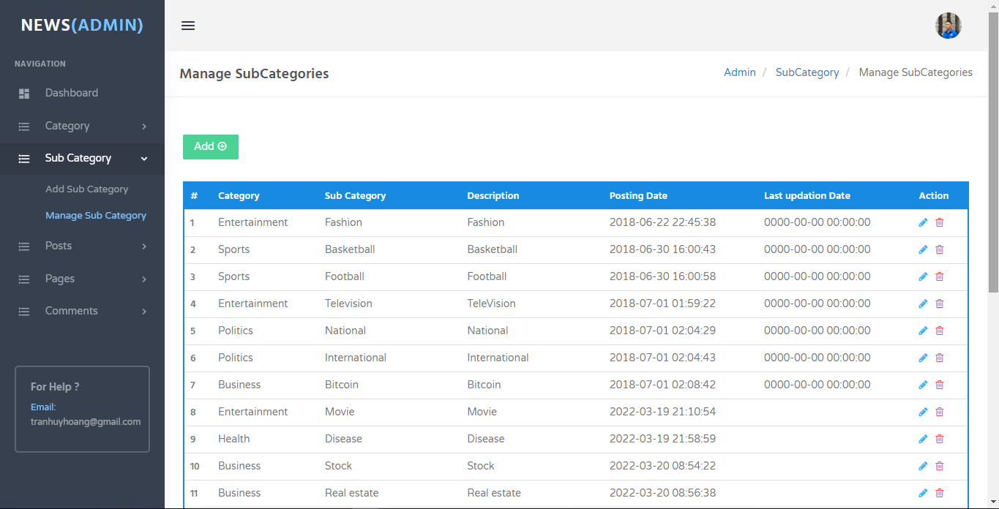 NEWS(ADMIN)
NAVIGATION
Dashboard
Category
Sub Category
Add Sub Category
Manage Sub Category
Posts
Pages
Comments
For Help ?
Email:
tranhuyhoang@gmail.com
Manage SubCategories
Admin / SubCategory / Manage SubCategories
Add
# Category Sub Category Description Posting Date Last updation Date Action
1 Entertainment Fashion Fashion 2018-06-22 22:45:38 0000-00-00 00:00:00
2 Sports Basketball Basketball 2018-06-30 16:00:43 0000-00-00 00:00:00
3 Sports Football Football 2018-06-30 16:00:58 0000-00-00 00:00:00
4 Entertainment Television TeleVision 2018-07-01 01:59:22 0000-00-00 00:00:00
5 Politics National National 2018-07-01 02:04:29 0000-00-00 00:00:00
6 Politics International International 2018-07-01 02:04:43 0000-00-00 00:00:00
7 Business Bitcoin Bitcoin 2018-07-01 02:08:42 0000-00-00 00:00:00
8 Entertainment Movie Movie 2022-03-19 21:10:54
9 Health Disease Disease 2022-03-19 21:58:59
10 Business Stock Stock 2022-03-20 08:54:22
11 Business Real estate Real estate 2022-03-20 08:56:38